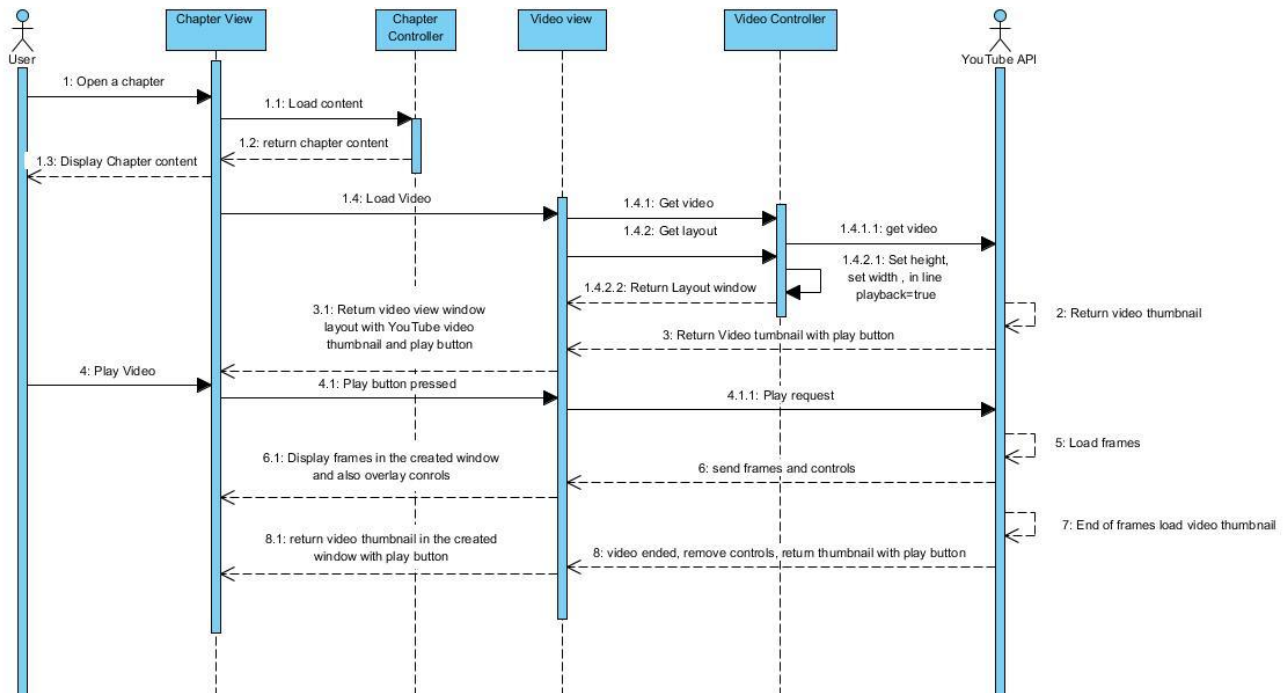 Chapter View
Chapter
Controller
Video view
Video Controller
User
YouTube API
1: Open a chapter
1.1: Load content
1.2: return chapter content
1.3: Display Chapter content
1.4: Load Video
1.4.1: Get video
1.4.2: Get layout
1.4.1.1: get video
1.4.2.1: Set height,
set width , in line
playback=true
1.4.2.2: Return Layout window
2: Return video thumbnail
3.1: Return video view window
layout with YouTube video
thumbnail and play button
3: Return Video tumbnail with play button
4: Play Video
4.1: Play button pressed
4.1.1: Play request
5: Load frames
6.1: Display frames in the created window
and also overlay conrols
6: send frames and controls
7: End of frames load video thumbnail
8.1: return video thumbnail in the created
window with play button
8: video ended, remove controls, return thumbnail with play button